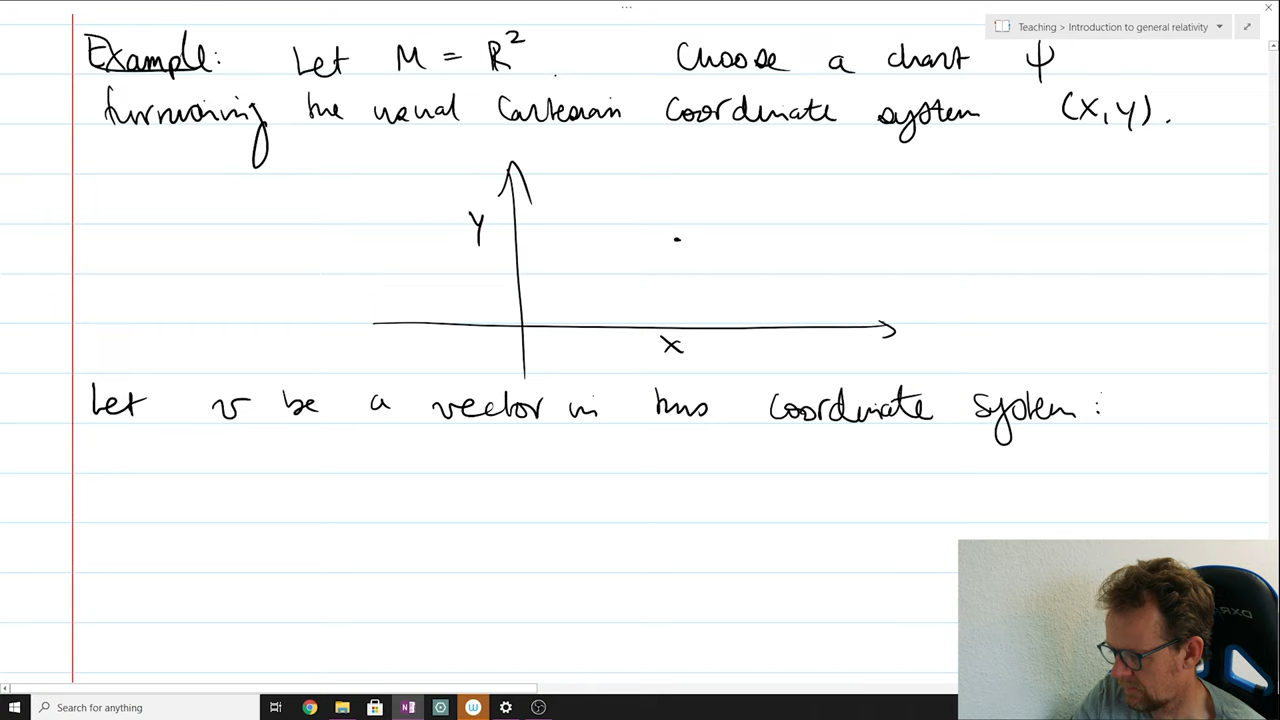 Teaching > Introduction to general relativity
Example: Let M = R² . Choose a chart ψ
furnishing the usual Cartesian coordinate system (x, y).
y
x
Let v be a vector in this coordinate system:
Search for anything
DXR